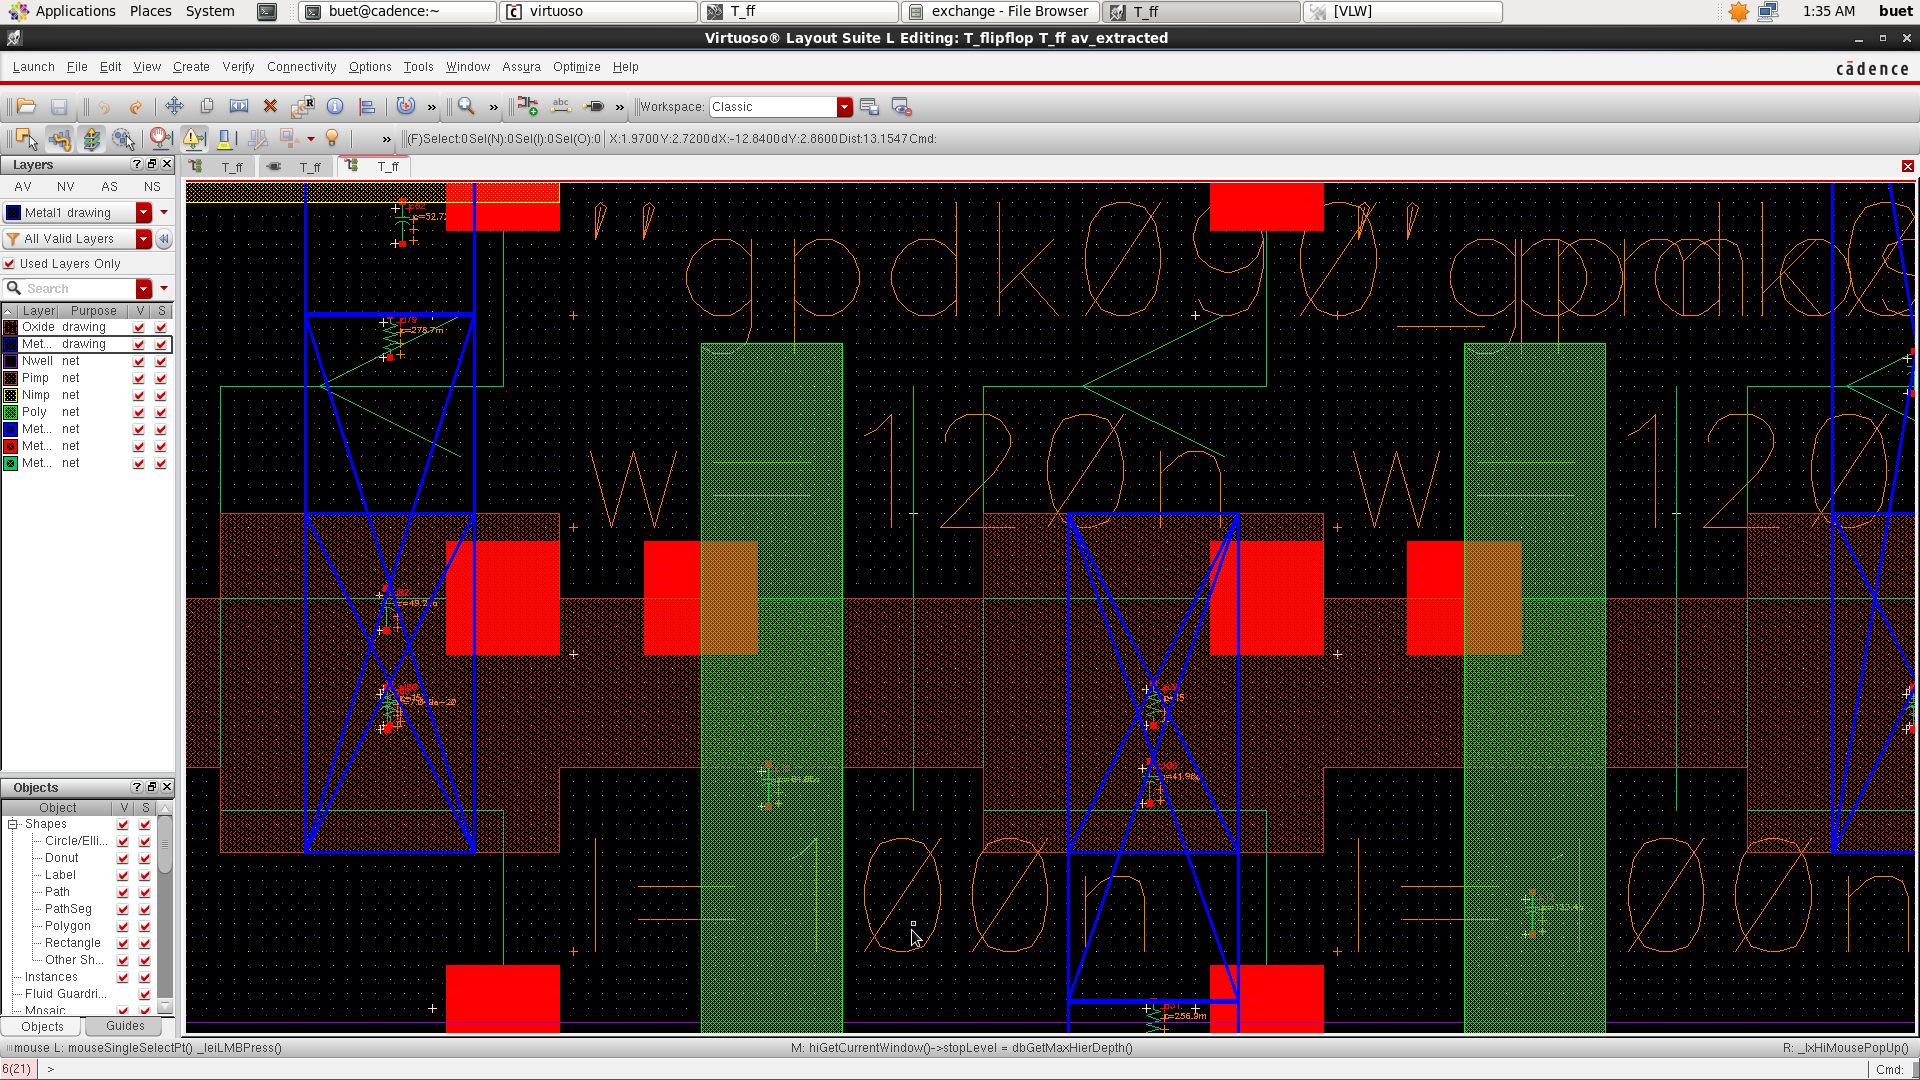 Applications Places System buet@cadence:~ virtuoso T_ff exchange - File Browser T_ff [VLW] 1:35 AM buet
Virtuoso® Layout Suite L Editing: T_flipflop T_ff av_extracted
Launch File Edit View Create Verify Connectivity Options Tools Window Assura Optimize Help cādence
» » » Workspace: Classic
» (F)Select:0 Sel(N):0 Sel(I):0 Sel(O):0 X:1.9700 Y:2.7200 dX:-12.8400 dY:2.8600 Dist:13.1547 Cmd:
Layers T_ff T_ff T_ff
AV NV AS NS
Metal1 drawing
All Valid Layers
Used Layers Only
Search
Layer Purpose V S
Oxide drawing
Met... drawing
Nwell net
Pimp net
Nimp net
Poly net
Met... net
Met... net
Met... net
"gpdk090"
w=120n w=120
l=100n l=100n
Objects
Object V S
Shapes
Circle/Elli...
Donut
Label
Path
PathSeg
Polygon
Rectangle
Other Sh...
Instances
Fluid Guardri...
Mosaic
Objects Guides
mouse L: mouseSingleSelectPt() _leiLMBPress() M: hiGetCurrentWindow()->stopLevel = dbGetMaxHierDepth() R: _lxHiMousePopUp()
6(21) > Cmd: